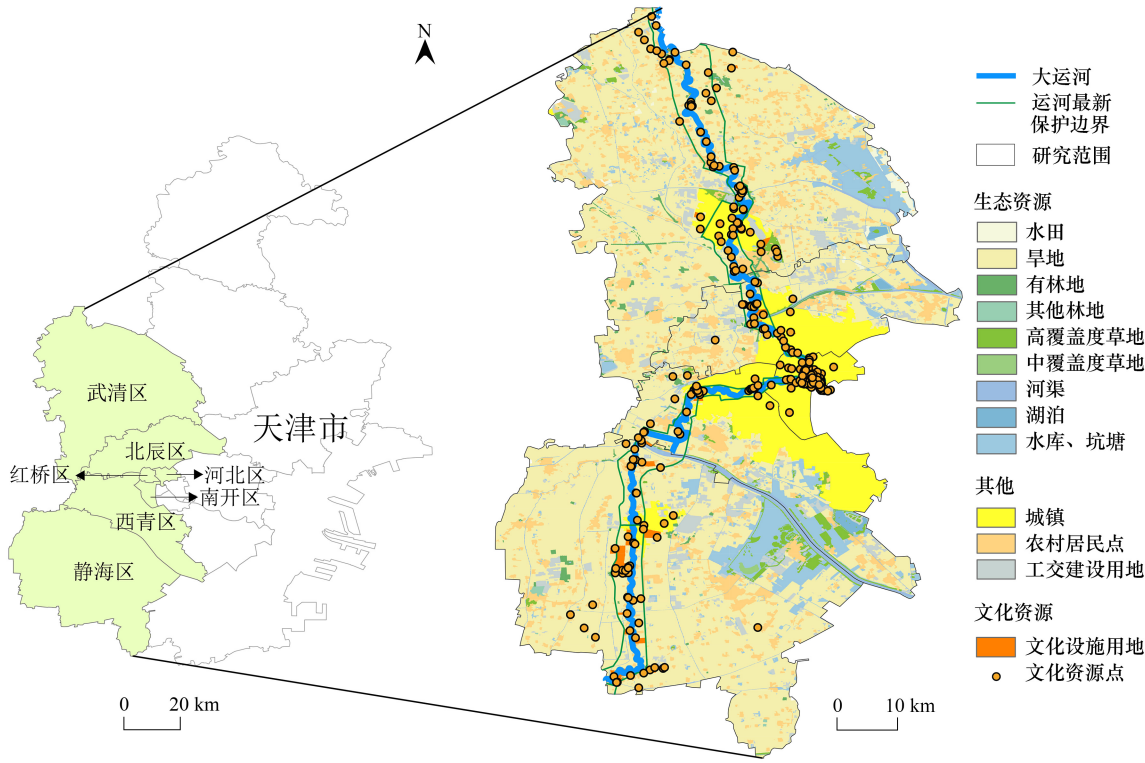 N
武清区
北辰区
天津市
红桥区
河北区
南开区
西青区
静海区
0
20 km
0
10 km
大运河
运河最新
保护边界
研究范围
生态资源
水田
旱地
有林地
其他林地
高覆盖度草地
中覆盖度草地
河渠
湖泊
水库、坑塘
其他
城镇
农村居民点
工交建设用地
文化资源
文化设施用地
文化资源点